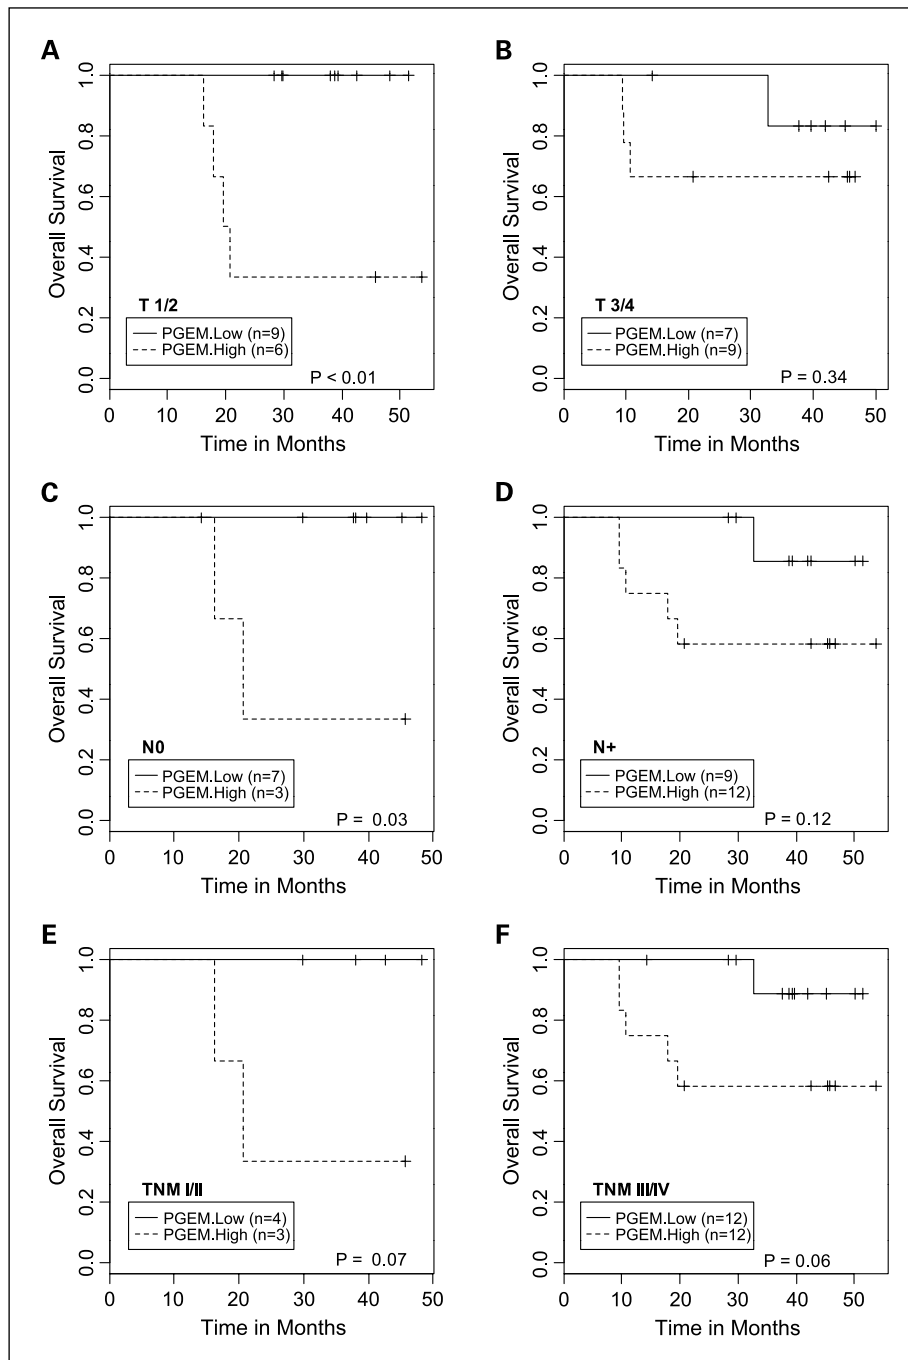 A
Overall Survival
0.0 0.2 0.4 0.6 0.8 1.0
T 1/2
PGEM.Low (n=9)
PGEM.High (n=6)
P < 0.01
0 10 20 30 40 50
Time in Months
B
Overall Survival
0.0 0.2 0.4 0.6 0.8 1.0
T 3/4
PGEM.Low (n=7)
PGEM.High (n=9)
P = 0.34
0 10 20 30 40 50
Time in Months
C
Overall Survival
0.0 0.2 0.4 0.6 0.8 1.0
N0
PGEM.Low (n=7)
PGEM.High (n=3)
P = 0.03
0 10 20 30 40 50
Time in Months
D
Overall Survival
0.0 0.2 0.4 0.6 0.8 1.0
N+
PGEM.Low (n=9)
PGEM.High (n=12)
P = 0.12
0 10 20 30 40 50
Time in Months
E
Overall Survival
0.0 0.2 0.4 0.6 0.8 1.0
TNM I/II
PGEM.Low (n=4)
PGEM.High (n=3)
P = 0.07
0 10 20 30 40 50
Time in Months
F
Overall Survival
0.0 0.2 0.4 0.6 0.8 1.0
TNM III/IV
PGEM.Low (n=12)
PGEM.High (n=12)
P = 0.06
0 10 20 30 40 50
Time in Months